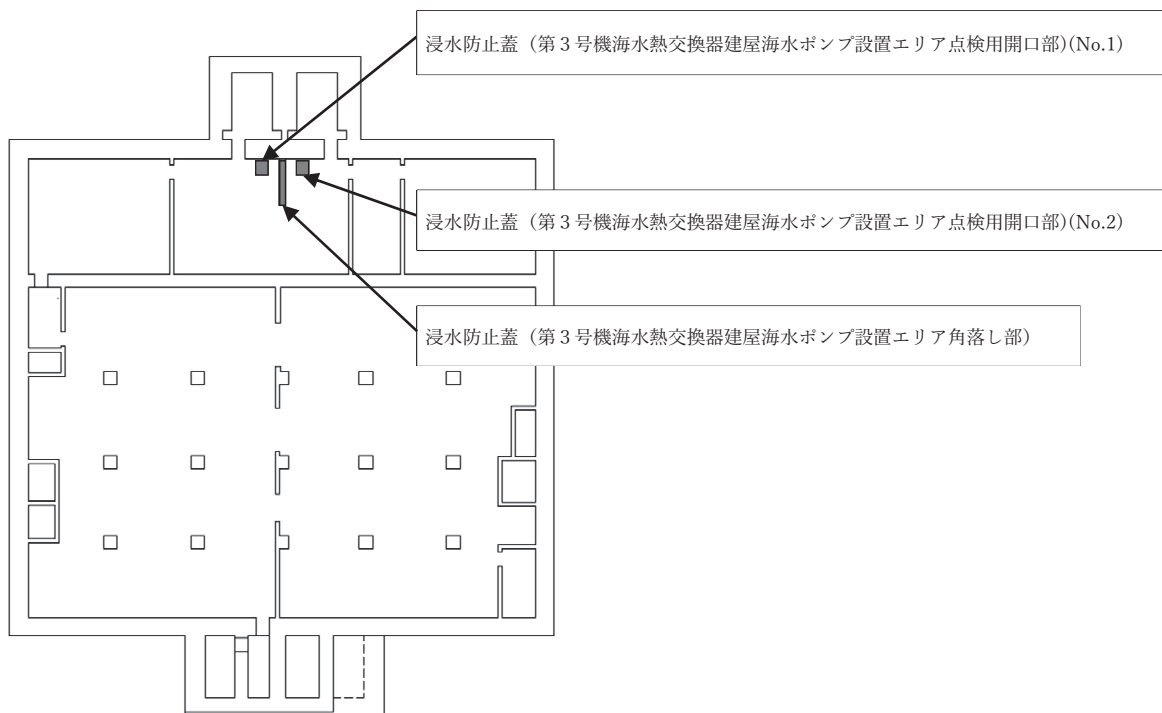 浸水防止蓋（第３号機海水熱交換器建屋海水ポンプ設置エリア点検用開口部)(No.1）
浸水防止蓋（第３号機海水熱交換器建屋海水ポンプ設置エリア点検用開口部)(No.2）
浸水防止蓋（第３号機海水熱交換器建屋海水ポンプ設置エリア角落し部）